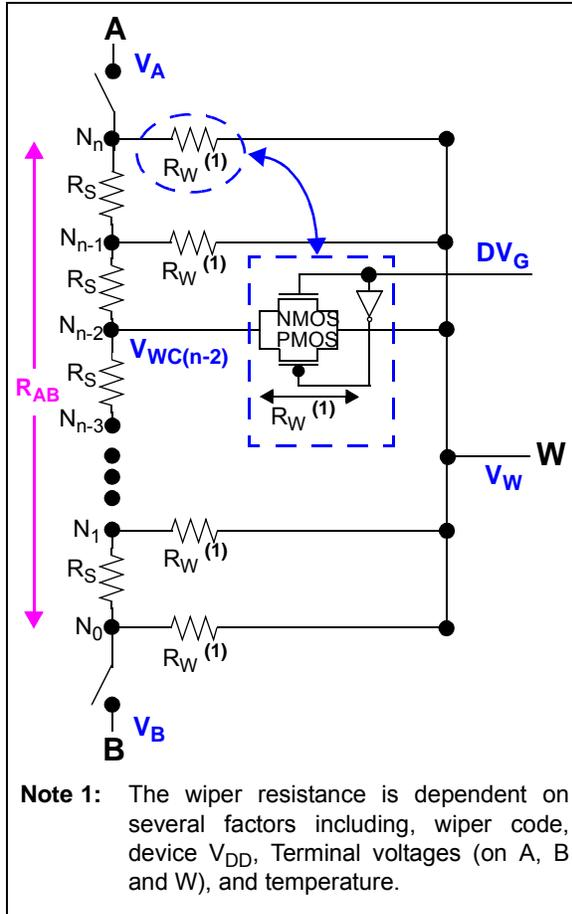 A
V_A
N_n
R_W (1)
R_S
N_n-1
R_W (1)
DV_G
R_S
NMOS
PMOS
N_n-2
V_WC(n-2)
R_W (1)
R_S
R_AB
N_n-3
W
V_W
N_1
R_W (1)
R_S
N_0
R_W (1)
V_B
B
Note 1: The wiper resistance is dependent on
several factors including, wiper code,
device V_DD, Terminal voltages (on A, B
and W), and temperature.